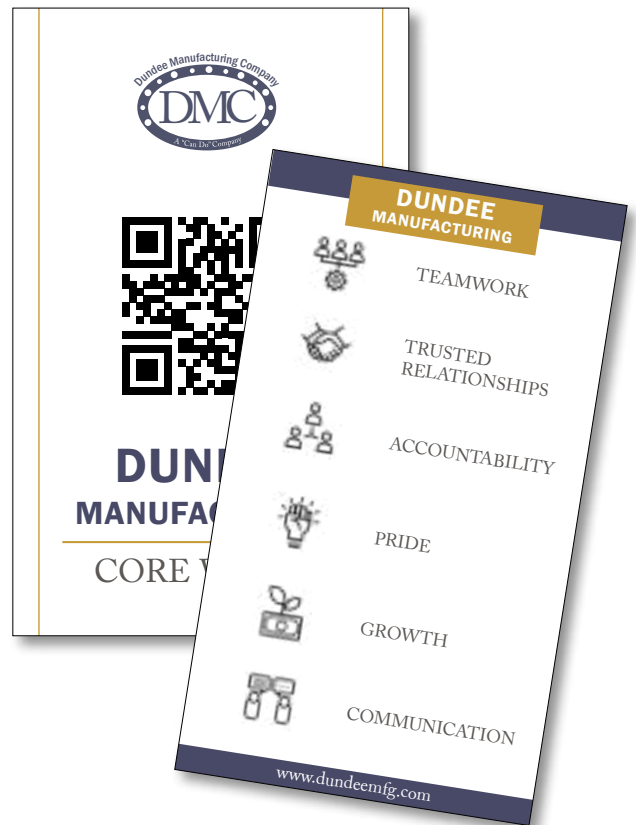 Dundee Manufacturing Company
DMC
A "Can Do" Company
DUN
MANUFAC
CORE
DUNDEE
MANUFACTURING
TEAMWORK
TRUSTED
RELATIONSHIPS
ACCOUNTABILITY
PRIDE
GROWTH
COMMUNICATION
www.dundeemfg.com